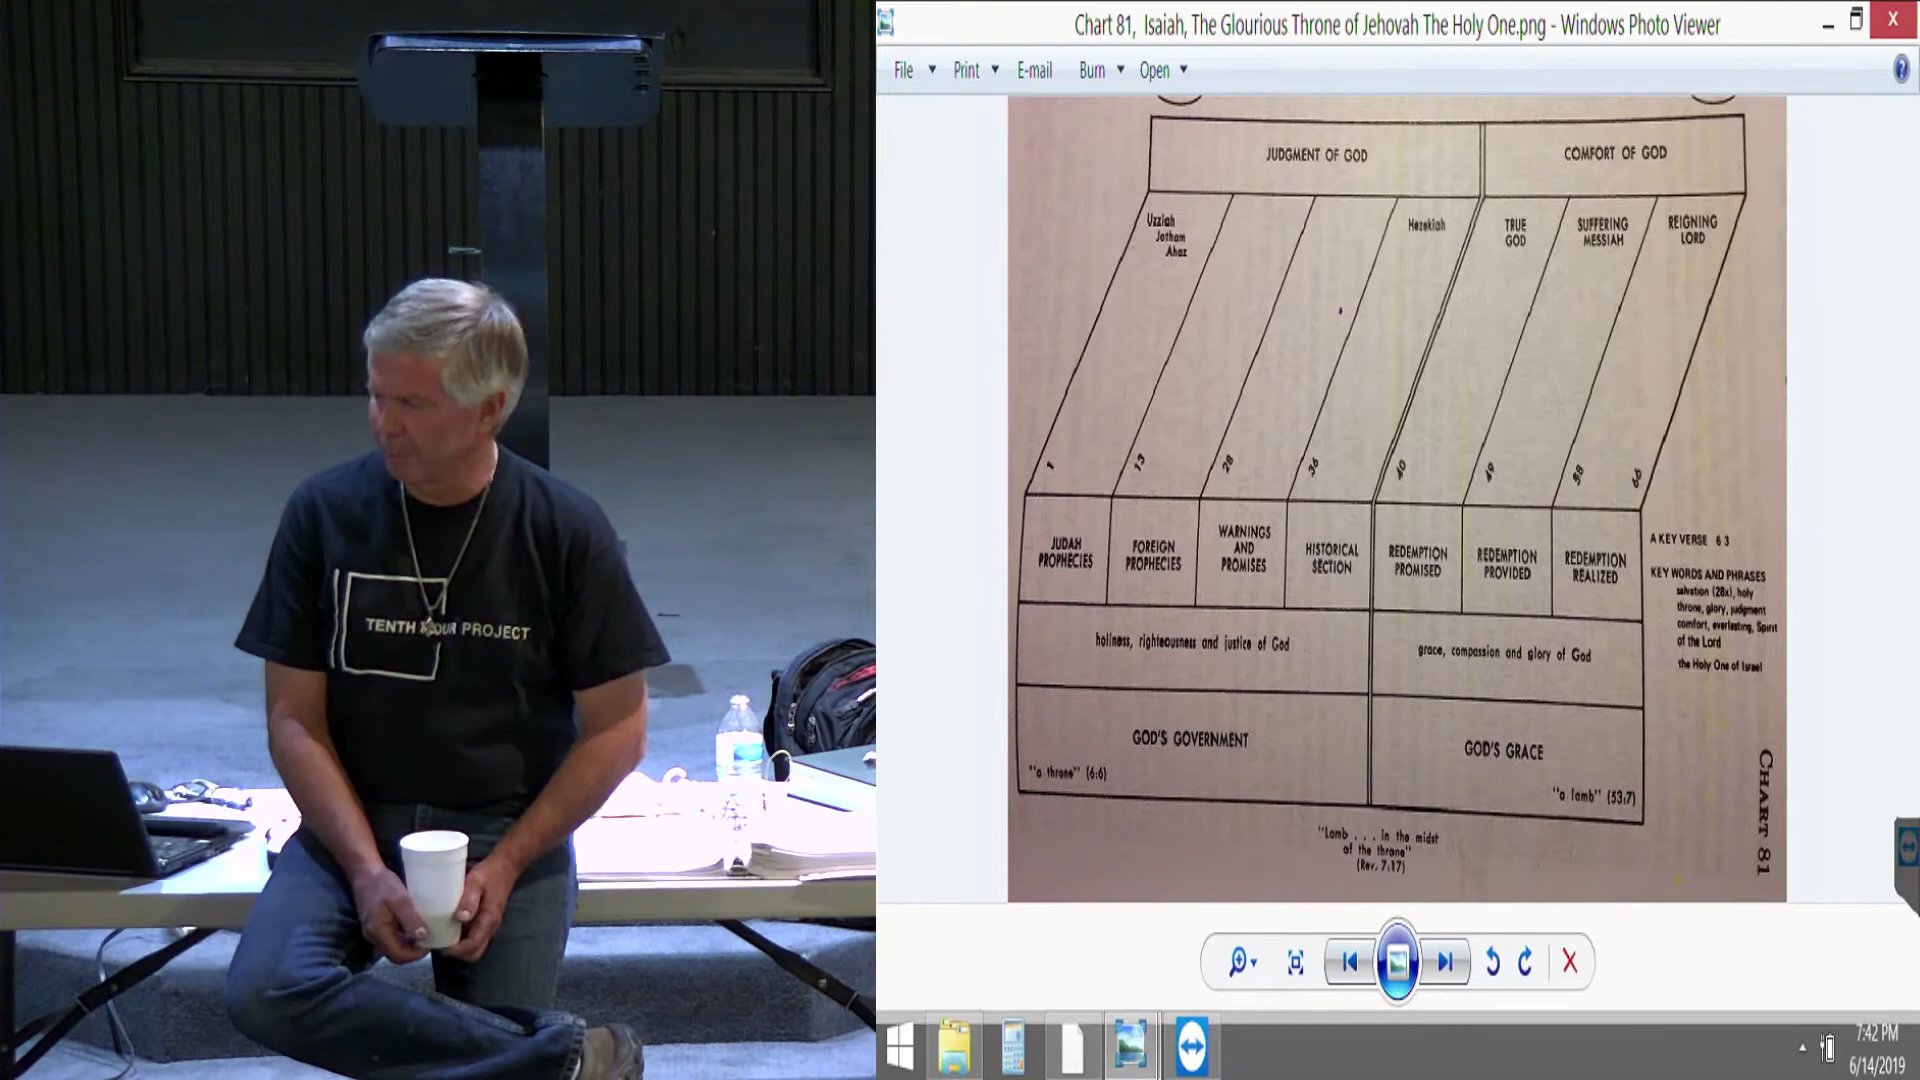 TENTH HOUR PROJECT
Chart 81, Isaiah, The Glourious Throne of Jehovah The Holy One.png - Windows Photo Viewer
File Print E-mail Burn Open
JUDGMENT OF GOD
COMFORT OF GOD
Uzziah
Jotham
Ahaz
Hezekiah
TRUE
GOD
SUFFERING
MESSIAH
REIGNING
LORD
1 13 28 36 40 49 58 66
JUDAH
PROPHECIES
FOREIGN
PROPHECIES
WARNINGS
AND
PROMISES
HISTORICAL
SECTION
REDEMPTION
PROMISED
REDEMPTION
PROVIDED
REDEMPTION
REALIZED
A KEY VERSE 6 3
KEY WORDS AND PHRASES
salvation (28x), holy
throne, glory, judgment
comfort, everlasting, Spirit
of the Lord
the Holy One of Israel
holiness, righteousness and justice of God
grace, compassion and glory of God
GOD'S GOVERNMENT
GOD'S GRACE
"a throne" (6:6)
"a lamb" (53:7)
"Lamb . . . in the midst
of the throne"
(Rev. 7:17)
CHART 81
7:42 PM
6/14/2019